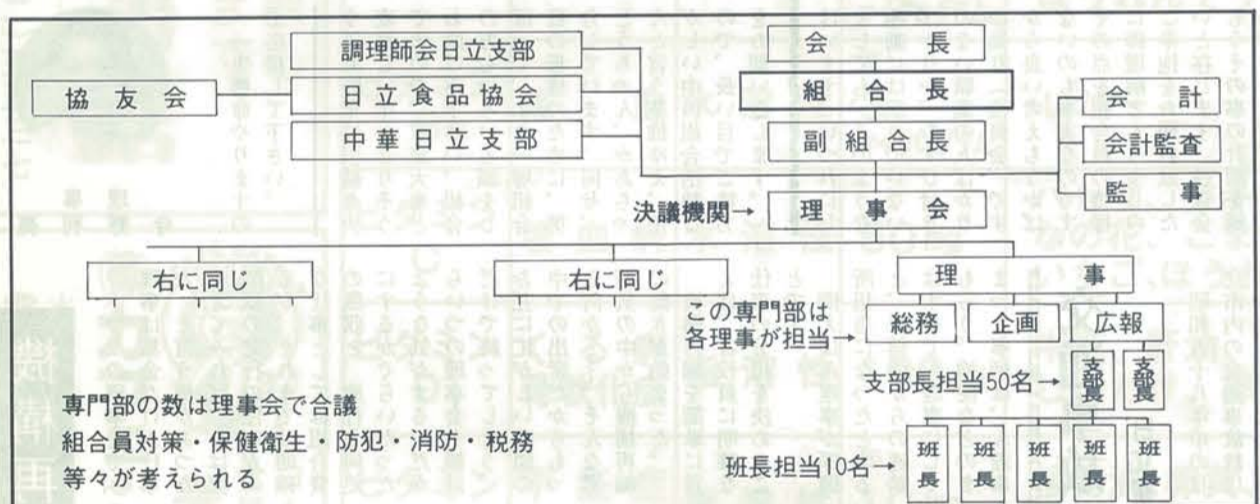 調理師会日立支部
日立食品協会
中華日立支部
協友会
会長
組合長
副組合長
会計
会計監査
監事
決議機関→
理事会
右に同じ
右に同じ
理事
この専門部は
各理事が担当→
総務
企画
広報
支部長担当50名→
支部長
支部長
専門部の数は理事会で合議
組合員対策・保健衛生・防犯・消防・税務
等々が考えられる
班長担当10名→
班長
班長
班長
班長
班長